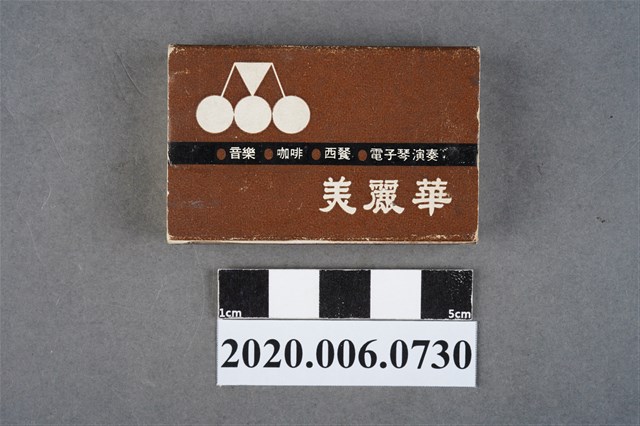 音樂 咖啡 西餐 電子琴演奏
美麗華
1cm 5cm
2020.006.0730